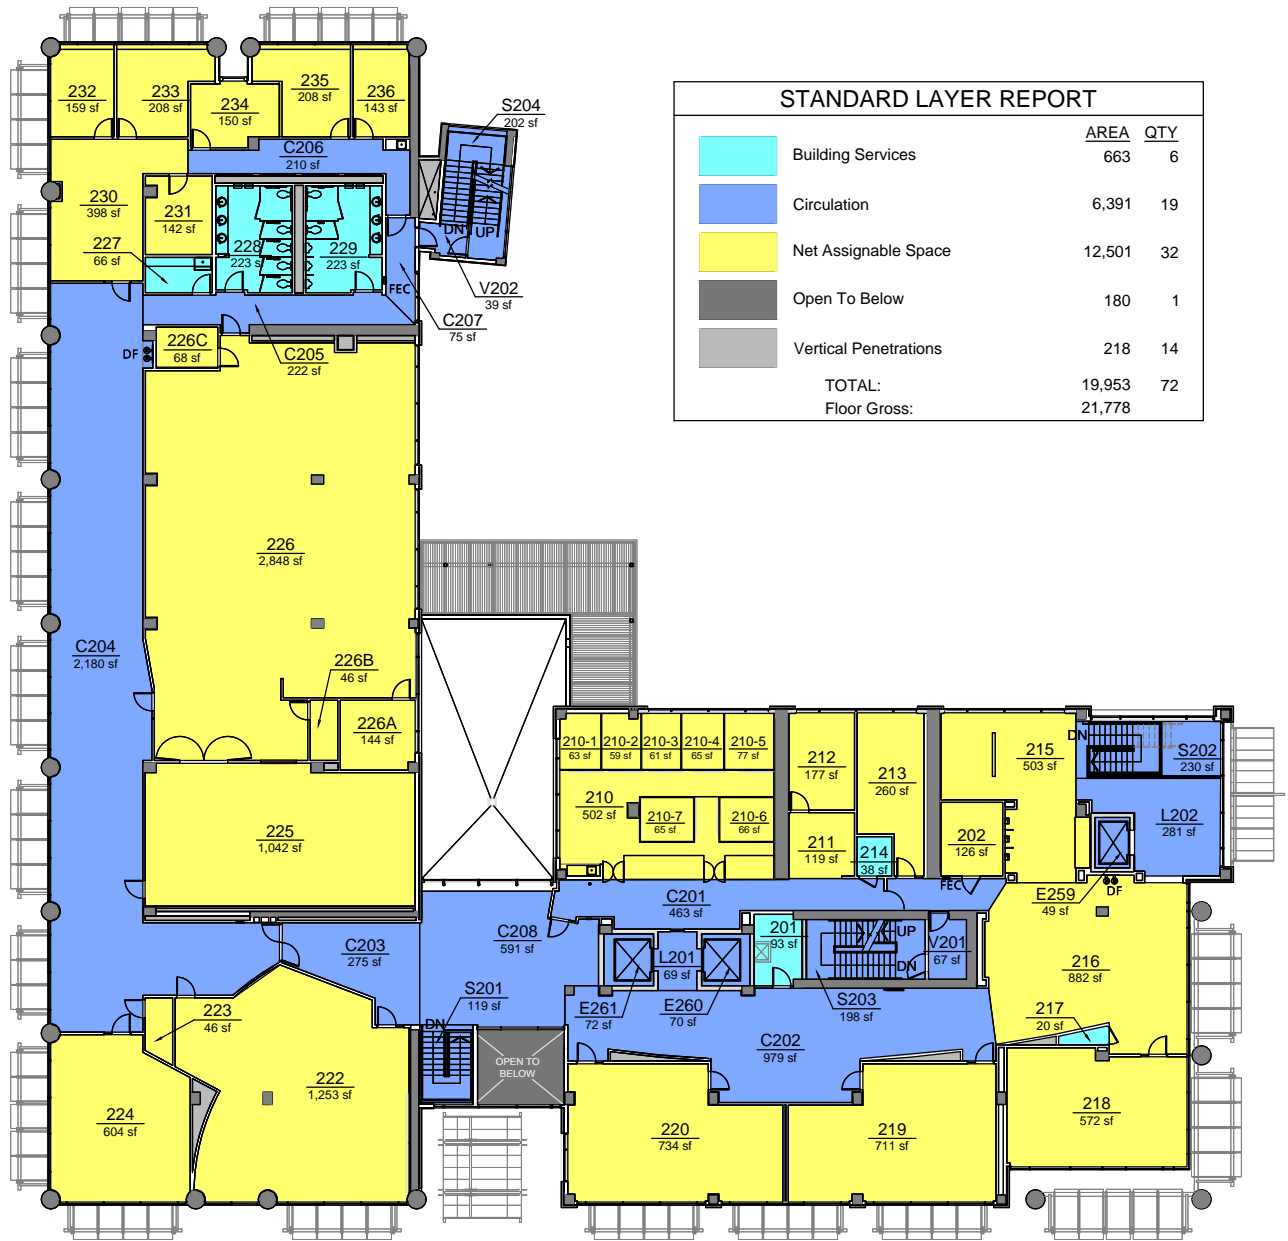 232
159 sf
233
208 sf
234
150 sf
235
208 sf
236
143 sf
S204
202 sf
C206
210 sf
230
398 sf
231
142 sf
227
66 sf
228
223 sf
229
223 sf
DN
UP
FEC
V202
39 sf
C207
75 sf
C205
222 sf
DF
226C
68 sf
STANDARD LAYER REPORT
AREA QTY
Building Services 663 6
Circulation 6,391 19
Net Assignable Space 12,501 32
Open To Below 180 1
Vertical Penetrations 218 14
TOTAL: 19,953 72
Floor Gross: 21,778
226
2,848 sf
C204
2,180 sf
226B
46 sf
226A
144 sf
225
1,042 sf
210-1
63 sf
210-2
59 sf
210-3
61 sf
210-4
65 sf
210-5
77 sf
210
502 sf
210-7
65 sf
210-6
66 sf
212
177 sf
213
260 sf
211
119 sf
214
38 sf
215
503 sf
202
126 sf
DN
S202
230 sf
L202
281 sf
FEC
E259
49 sf
DF
C201
463 sf
C203
275 sf
C208
591 sf
L201
69 sf
201
93 sf
UP
DN
V201
67 sf
216
882 sf
S201
119 sf
DN
E261
72 sf
E260
70 sf
S203
198 sf
217
20 sf
C202
979 sf
223
46 sf
OPEN TO
BELOW
222
1,253 sf
224
604 sf
220
734 sf
219
711 sf
218
572 sf